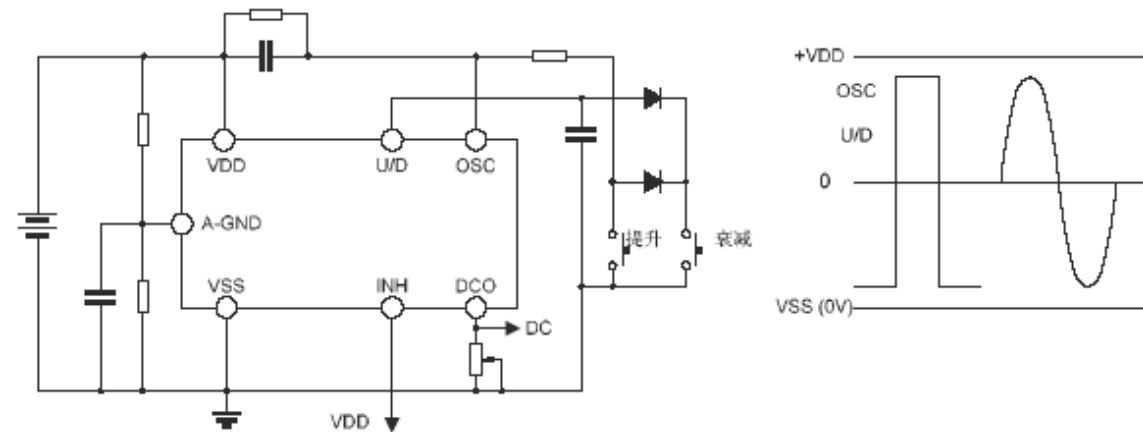 VDD
U/D
OSC
A-GND
VSS
INH
DCO
DC
VDD
提升
衰减
+VDD
OSC
U/D
0
VSS (0V)